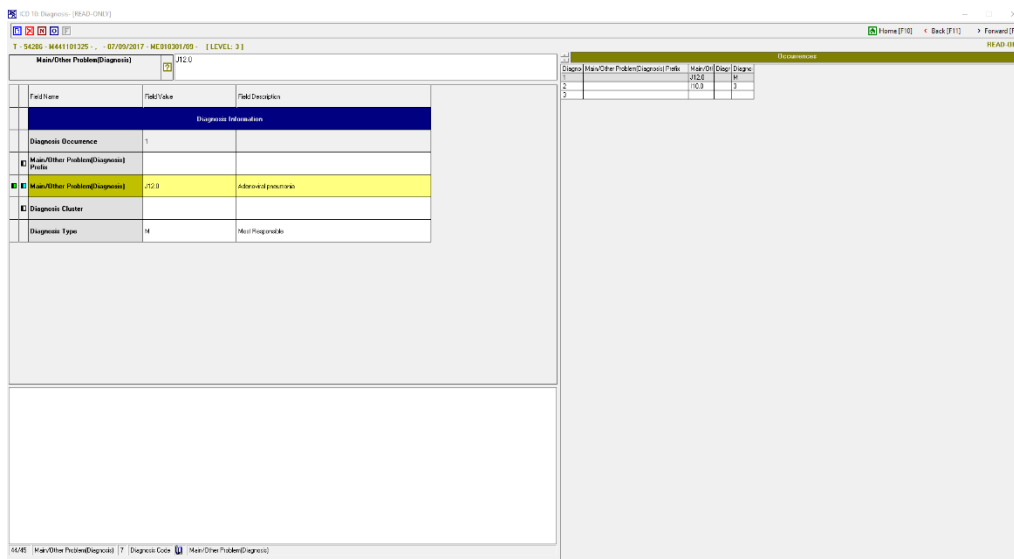 ICD 10: Diagnosis- [READ-ONLY]
Home [F10] < Back [F11] > Forward [F
T - 54286 - M441101325 - , - 07/09/2017 - ME010301/09 - [ LEVEL: 3 ]
READ-ON
Main/Other Problem(Diagnosis)
?
J12.0
Occurrences
Diagno Main/Other Problem(Diagnosis) Prefix Main/Ot Diagr Diagno
1 J12.0 M
2 I10.0 3
3
Field Name Field Value Field Description
Diagnosis Information
Diagnosis Occurrence 1
Main/Other Problem(Diagnosis) Prefix
Main/Other Problem(Diagnosis) J12.0 Adenoviral pneumonia
Diagnosis Cluster
Diagnosis Type M Most Responsible
44/45 Main/Other Problem(Diagnosis) 7 Diagnosis Code Main/Other Problem(Diagnosis)